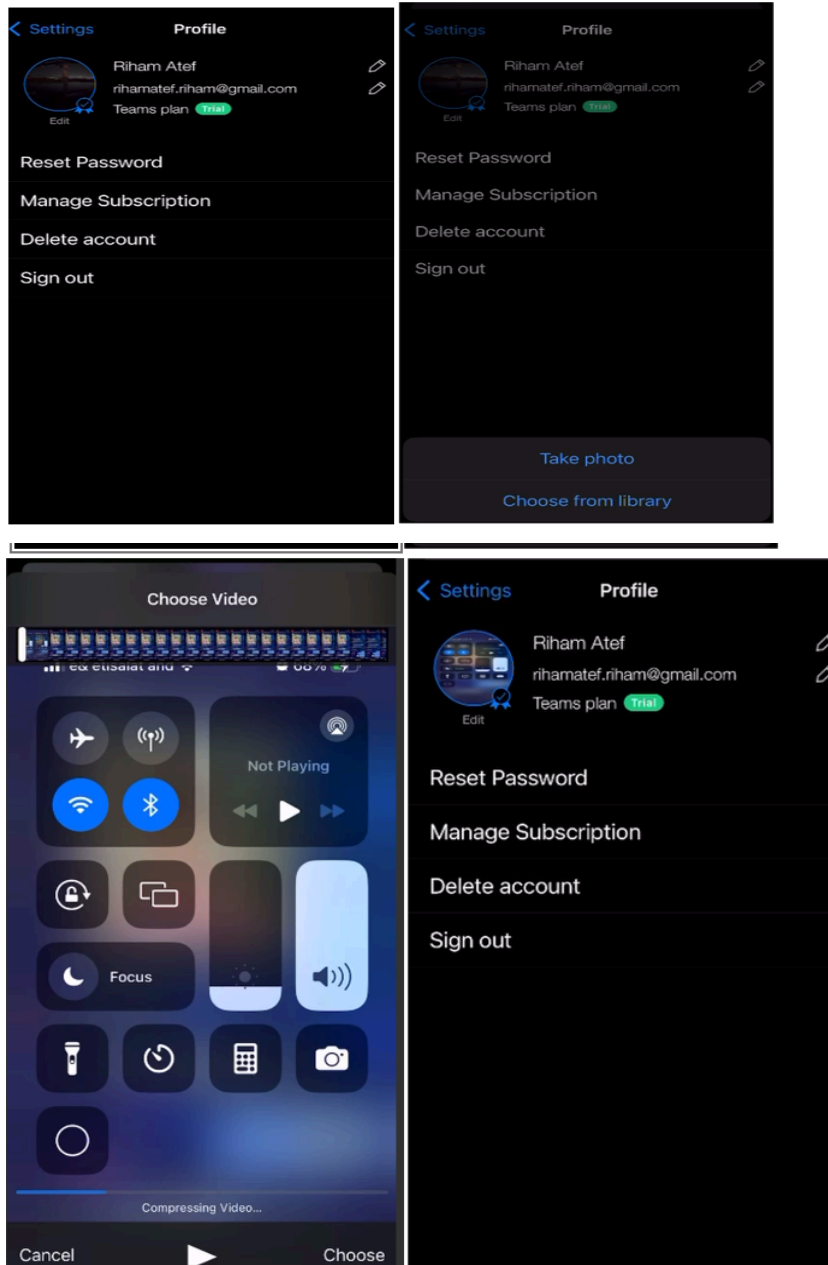 Settings
Profile
Riham Atef
rihamatef.riham@gmail.com
Teams plan Trial
Edit
Reset Password
Manage Subscription
Delete account
Sign out
Settings
Profile
Riham Atef
rihamatef.riham@gmail.com
Teams plan Trial
Edit
Reset Password
Manage Subscription
Delete account
Sign out
Take photo
Choose from library
Choose Video
e& etisalat and
68%
Not Playing
Focus
Compressing Video...
Cancel
Choose
Settings
Profile
Riham Atef
rihamatef.riham@gmail.com
Teams plan Trial
Edit
Reset Password
Manage Subscription
Delete account
Sign out